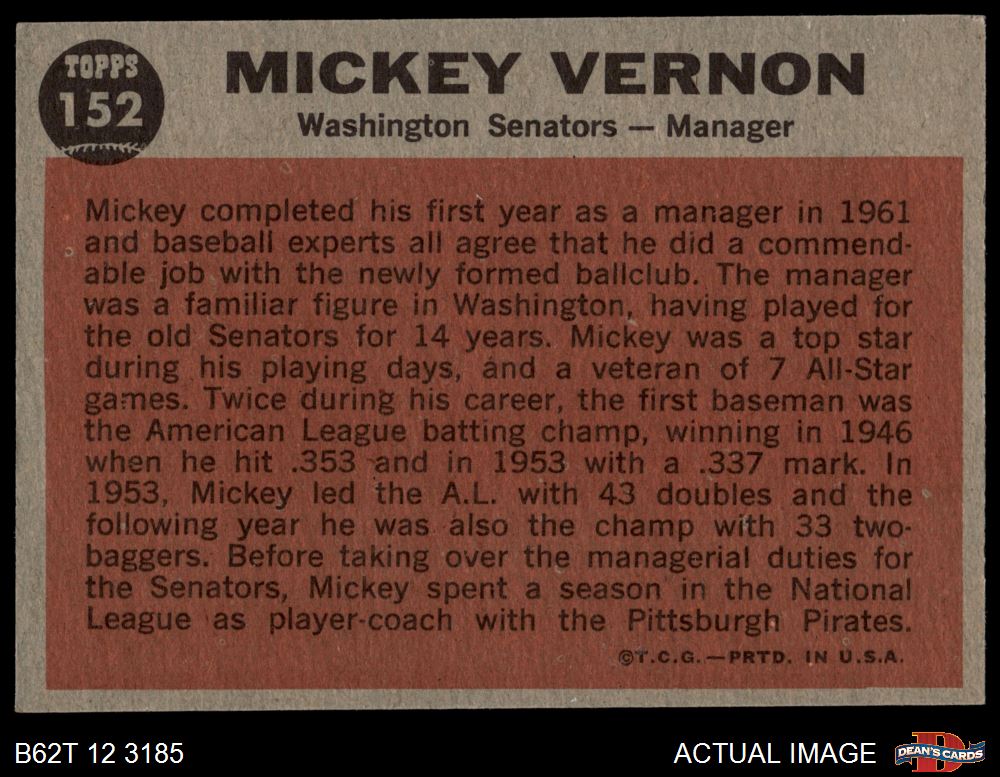 TOPPS
152
MICKEY VERNON
Washington Senators — Manager
Mickey completed his first year as a manager in 1961
and baseball experts all agree that he did a commend-
able job with the newly formed ballclub. The manager
was a familiar figure in Washington, having played for
the old Senators for 14 years. Mickey was a top star
during his playing days, and a veteran of 7 All-Star
games. Twice during his career, the first baseman was
the American League batting champ, winning in 1946
when he hit .353 and in 1953 with a .337 mark. In
1953, Mickey led the A.L. with 43 doubles and the
following year he was also the champ with 33 two-
baggers. Before taking over the managerial duties for
the Senators, Mickey spent a season in the National
League as player-coach with the Pittsburgh Pirates.
©T.C.G.—PRTD. IN U.S.A.
B62T 12 3185
ACTUAL IMAGE
D
DEAN'S CARDS